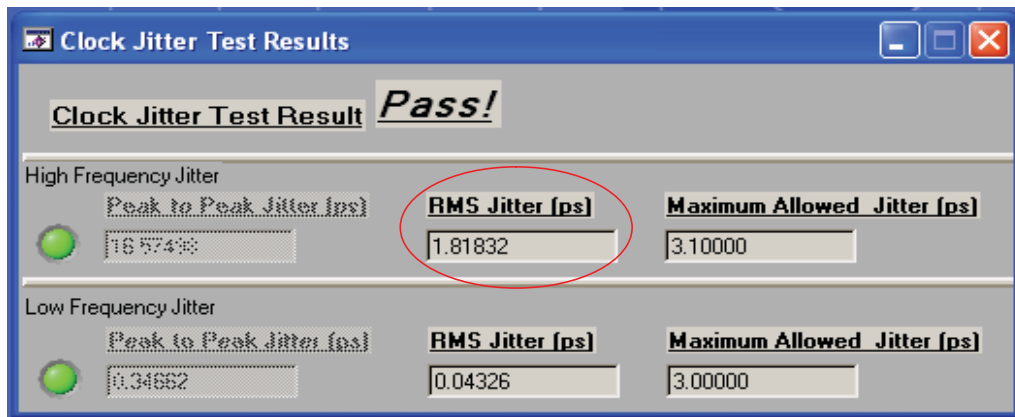 Clock Jitter Test Results
Clock Jitter Test Result Pass!
High Frequency Jitter
Peak to Peak Jitter (ps) RMS Jitter (ps) Maximum Allowed Jitter (ps)
1.81832 3.10000
Low Frequency Jitter
Peak to Peak Jitter (ps) RMS Jitter (ps) Maximum Allowed Jitter (ps)
0.34662 0.04326 3.00000